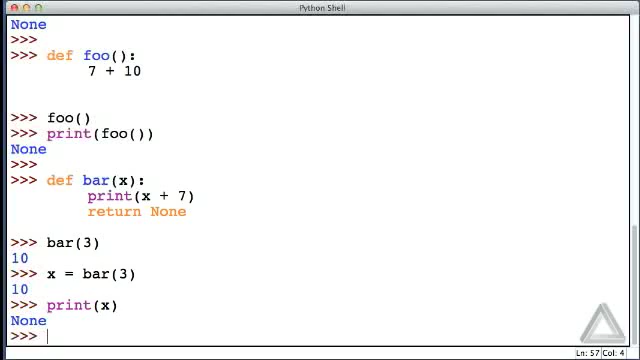 Python Shell
None
>>>
>>> def foo():
        7 + 10
>>> foo()
>>> print(foo())
None
>>>
>>> def bar(x):
        print(x + 7)
        return None
>>> bar(3)
10
>>> x = bar(3)
10
>>> print(x)
None
>>>
Ln: 57 Col: 4